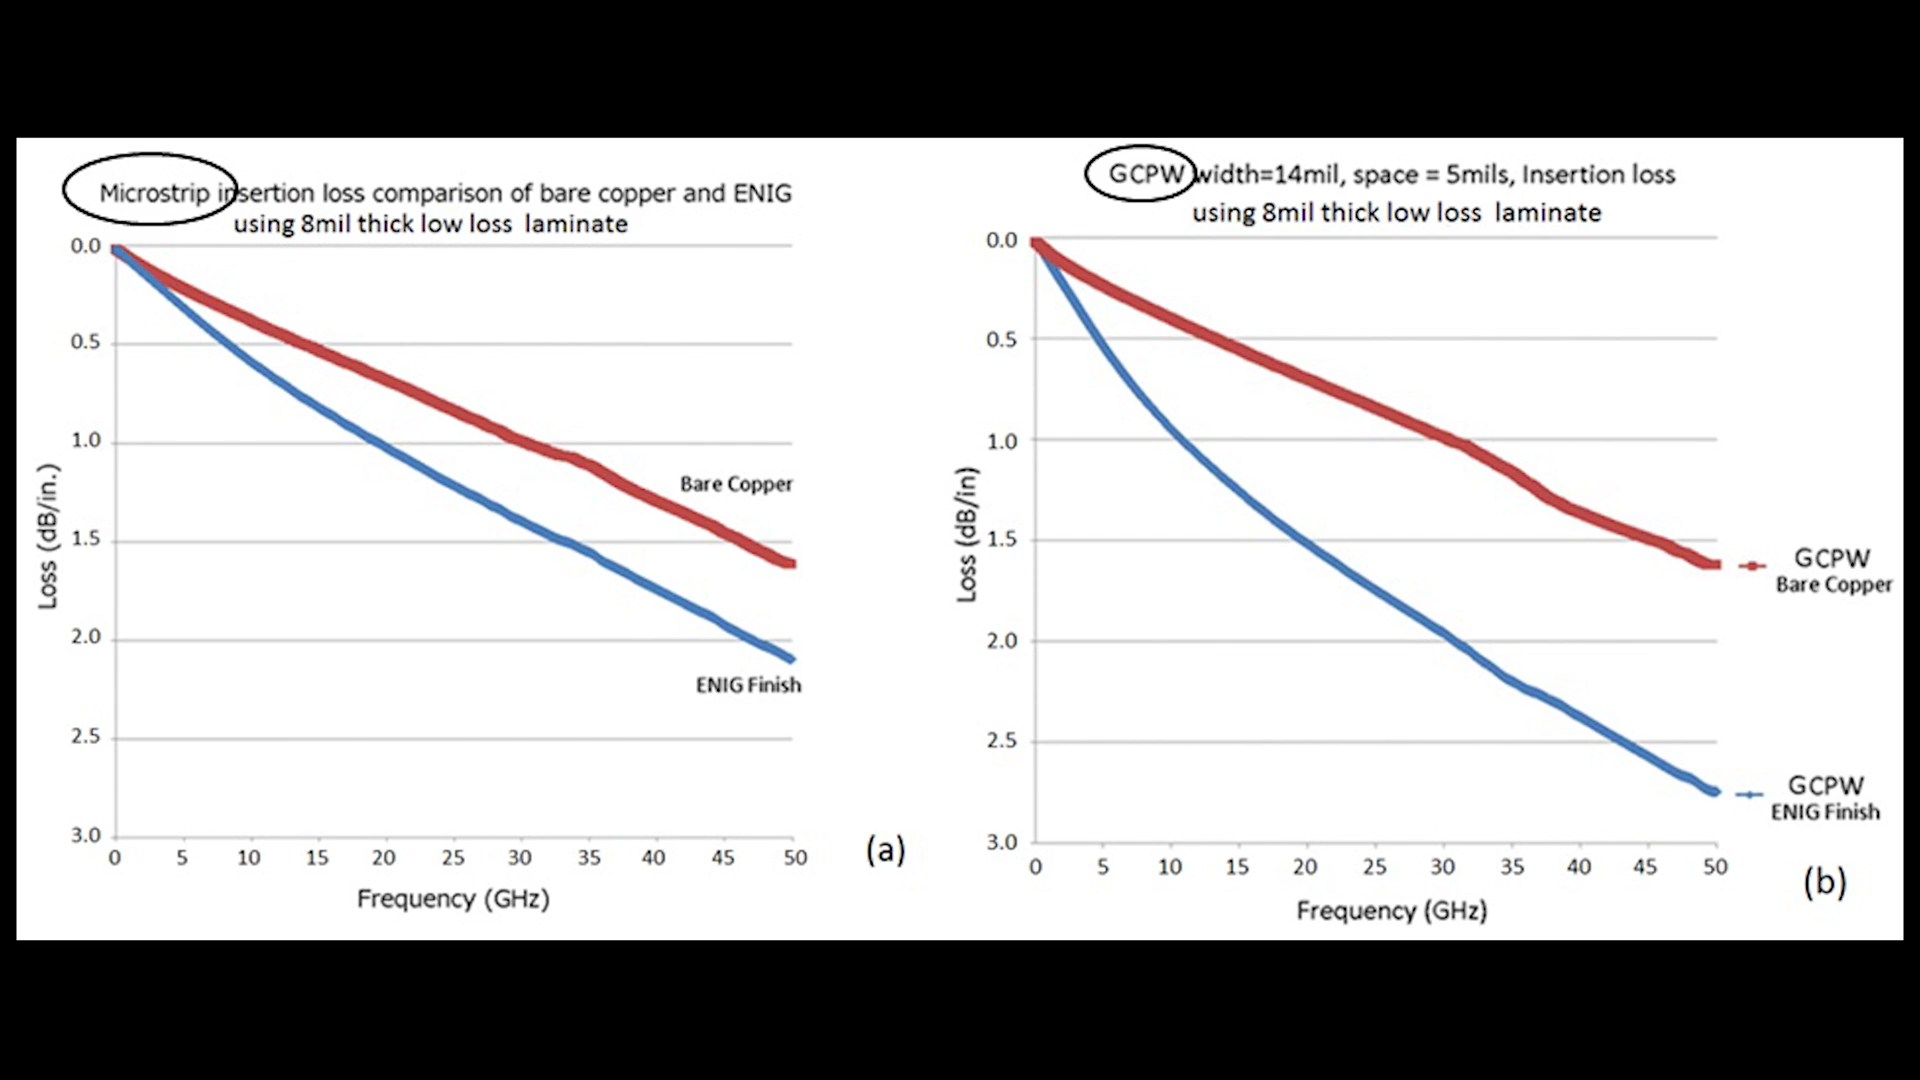 Microstrip insertion loss comparison of bare copper and ENIG
using 8mil thick low loss laminate
0.0
0.5
1.0
1.5
2.0
2.5
3.0
Loss (dB/in.)
Bare Copper
ENIG Finish
0 5 10 15 20 25 30 35 40 45 50
Frequency (GHz)
(a)
GCPW width=14mil, space = 5mils, Insertion loss
using 8mil thick low loss laminate
0.0
0.5
1.0
1.5
2.0
2.5
3.0
Loss (dB/in)
GCPW
Bare Copper
GCPW
ENIG Finish
0 5 10 15 20 25 30 35 40 45 50
Frequency (GHz)
(b)